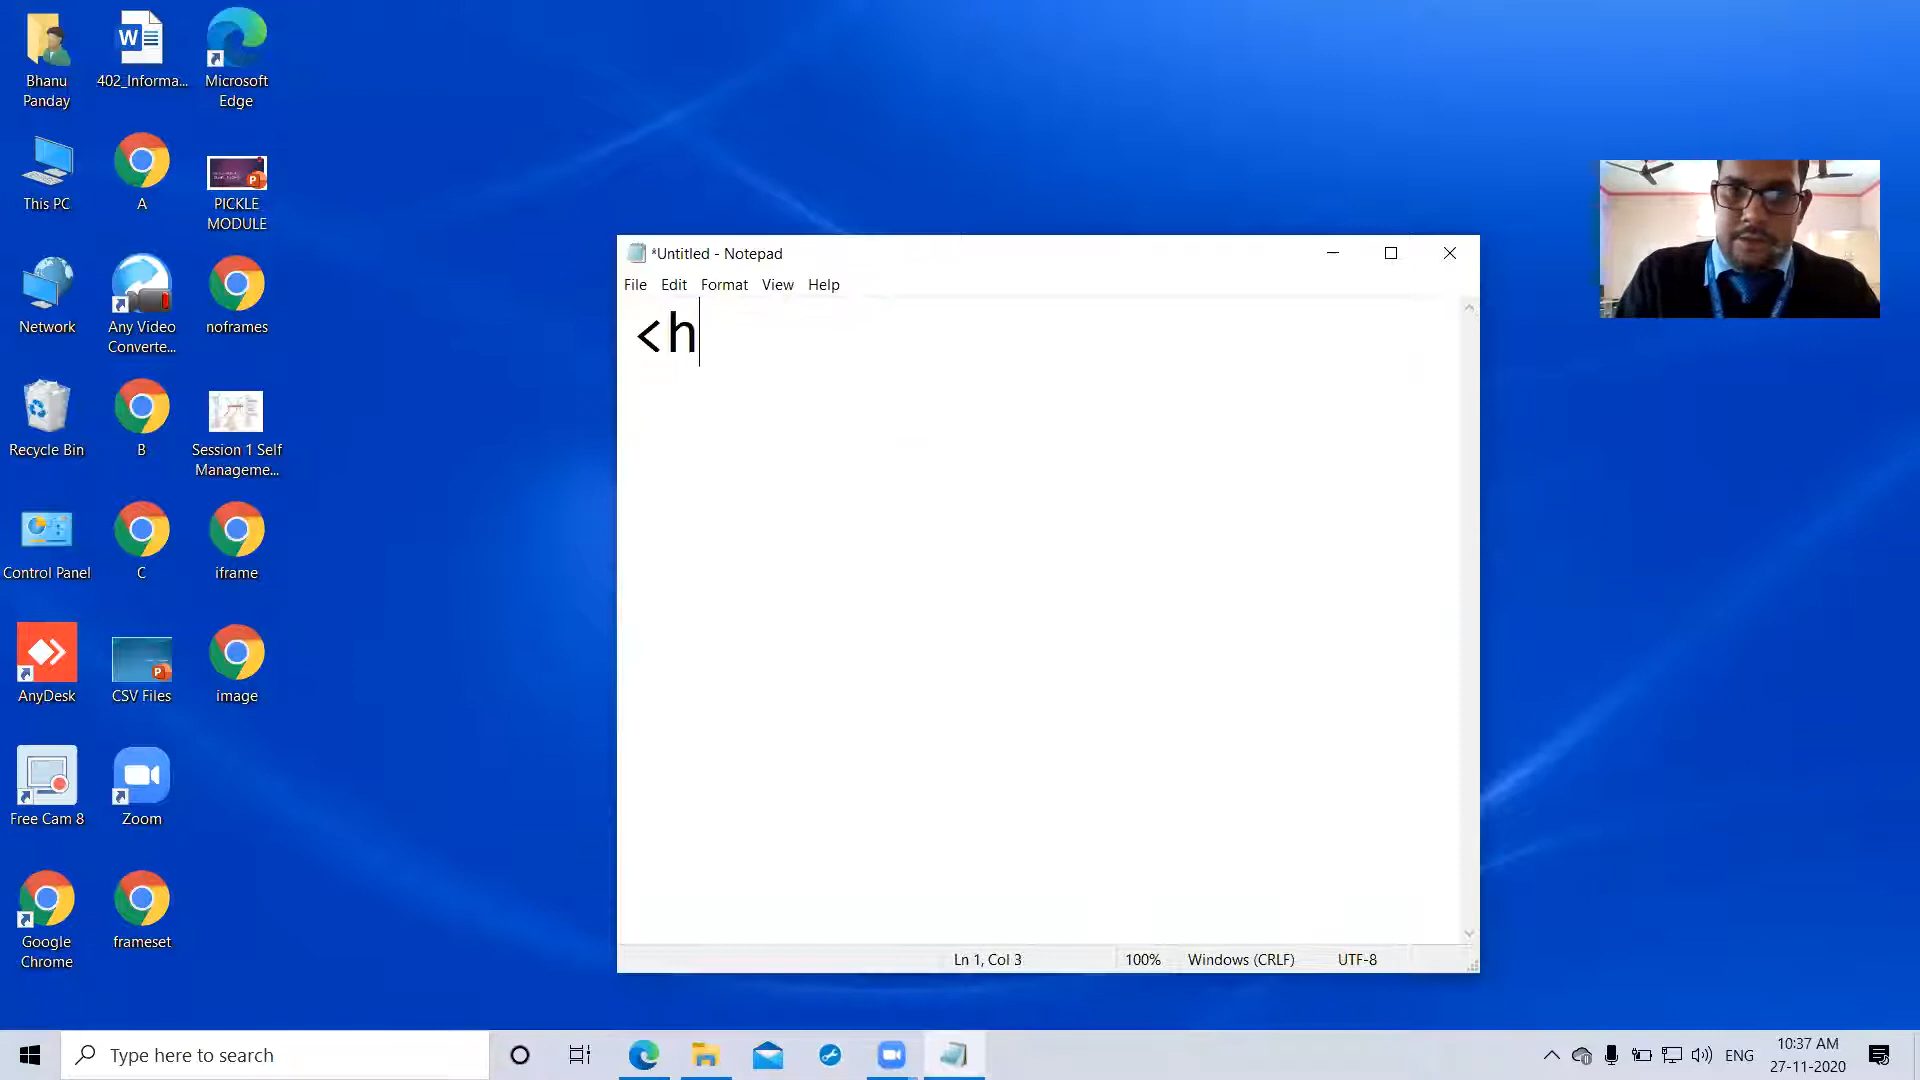 Bhanu
Panday
402_Informa...
Microsoft
Edge
This PC
A
PICKLE
MODULE
Network
Any Video
Converte...
noframes
Recycle Bin
B
Session 1 Self
Manageme...
Control Panel
C
iframe
AnyDesk
CSV Files
image
Free Cam 8
Zoom
Google
Chrome
frameset
*Untitled - Notepad
File Edit Format View Help
<h
Ln 1, Col 3 100% Windows (CRLF) UTF-8
Type here to search
ENG
10:37 AM
27-11-2020